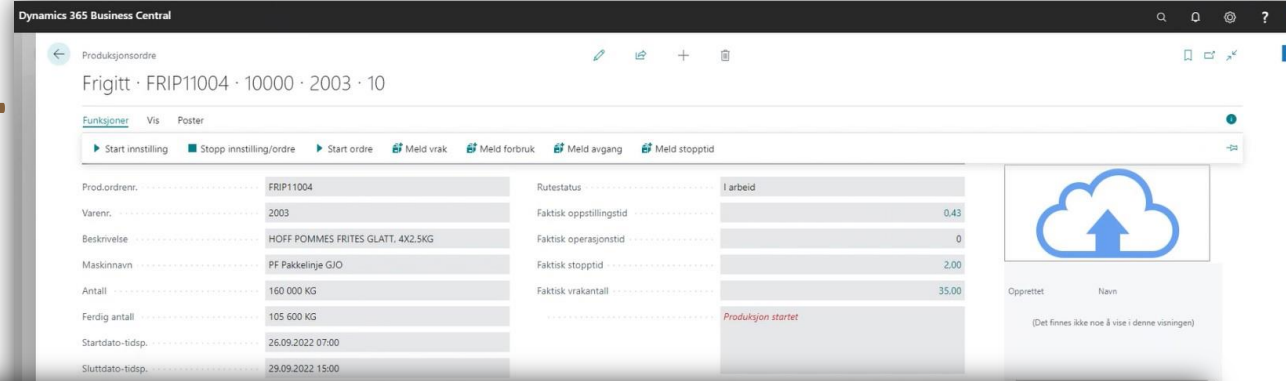 Dynamics 365 Business Central
?
Produksjonsordre
Frigitt · FRIP11004 · 10000 · 2003 · 10
Funksjoner Vis Poster
Start innstilling Stopp innstilling/ordre Start ordre Meld vrak Meld forbruk Meld avgang Meld stopptid
Prod.ordrenr. FRIP11004 Rutestatus I arbeid
Varenr. 2003 Faktisk oppstillingstid 0,43
Beskrivelse HOFF POMMES FRITES GLATT, 4X2,5KG Faktisk operasjonstid 0
Maskinnavn PF Pakkelinje GJO Faktisk stopptid 2,00
Antall 160 000 KG Faktisk vrakantall 35,00 Opprettet Navn
Ferdig antall 105 600 KG Produksjon startet (Det finnes ikke noe å vise i denne visningen)
Startdato-tidsp. 26.09.2022 07:00
Sluttdato-tidsp. 29.09.2022 15:00